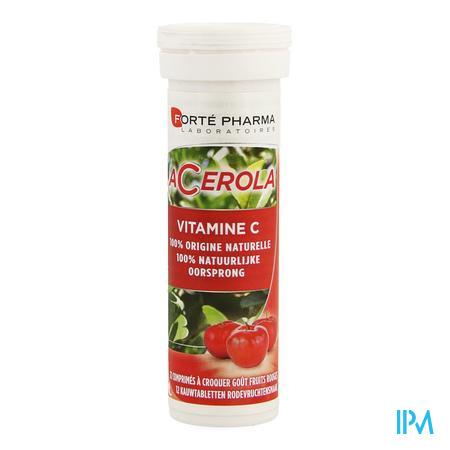 FORTÉ PHARMA
LABORATOIRES
ACEROLA
VITAMINE C
100% ORIGINE NATURELLE
100% NATUURLIJKE
OORSPRONG
COMPRIMÉS À CROQUER GOÛT FRUITS ROUGES
12 KAUWTABLETTEN RODEVRUCHTENSMAAK
IPM